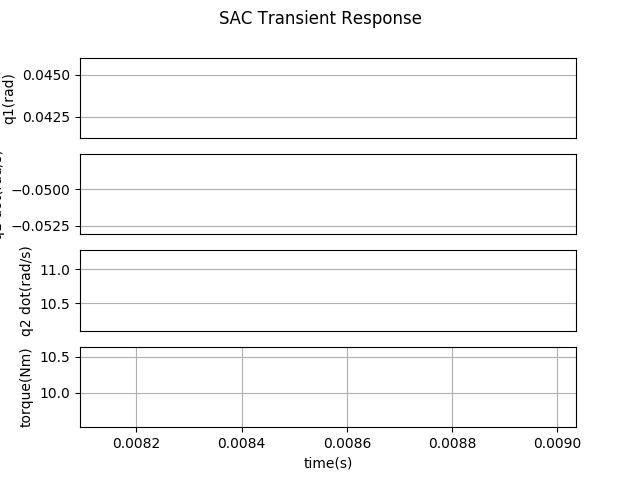 SAC Transient Response
q1(rad)
0.0450
0.0425
−0.0500
−0.0525
q2 dot(rad/s)
11.0
10.5
torque(Nm)
10.5
10.0
0.0082 0.0084 0.0086 0.0088 0.0090
time(s)